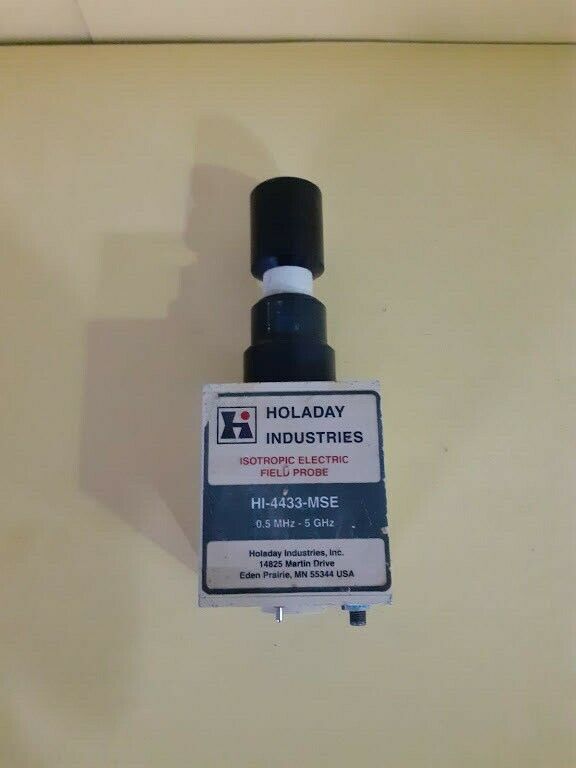 Hi
HOLADAY
INDUSTRIES
ISOTROPIC ELECTRIC
FIELD PROBE
HI-4433-MSE
0.5 MHz - 5 GHz
Holaday Industries, Inc.
14825 Martin Drive
Eden Prairie, MN 55344 USA